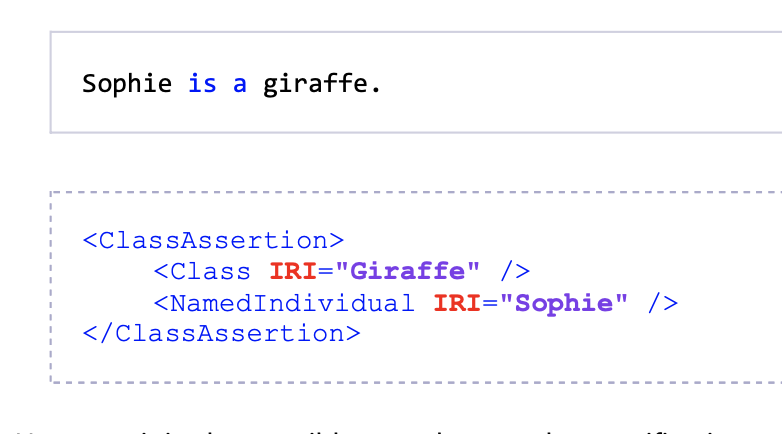 Sophie is a giraffe.
<ClassAssertion>
<Class IRI="Giraffe" />
<NamedIndividual IRI="Sophie" />
</ClassAssertion>